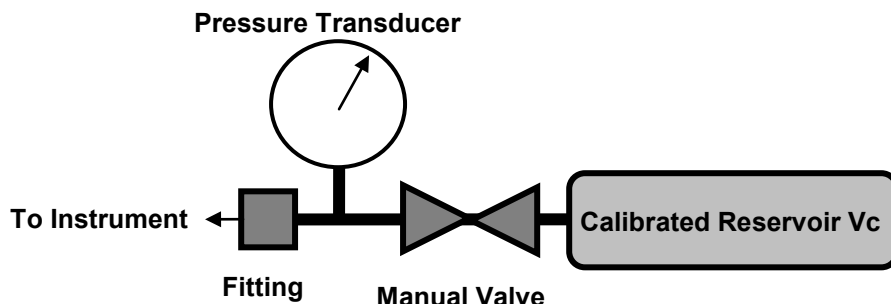 Pressure Transducer
To Instrument
Calibrated Reservoir Vc
Fitting
Manual Valve